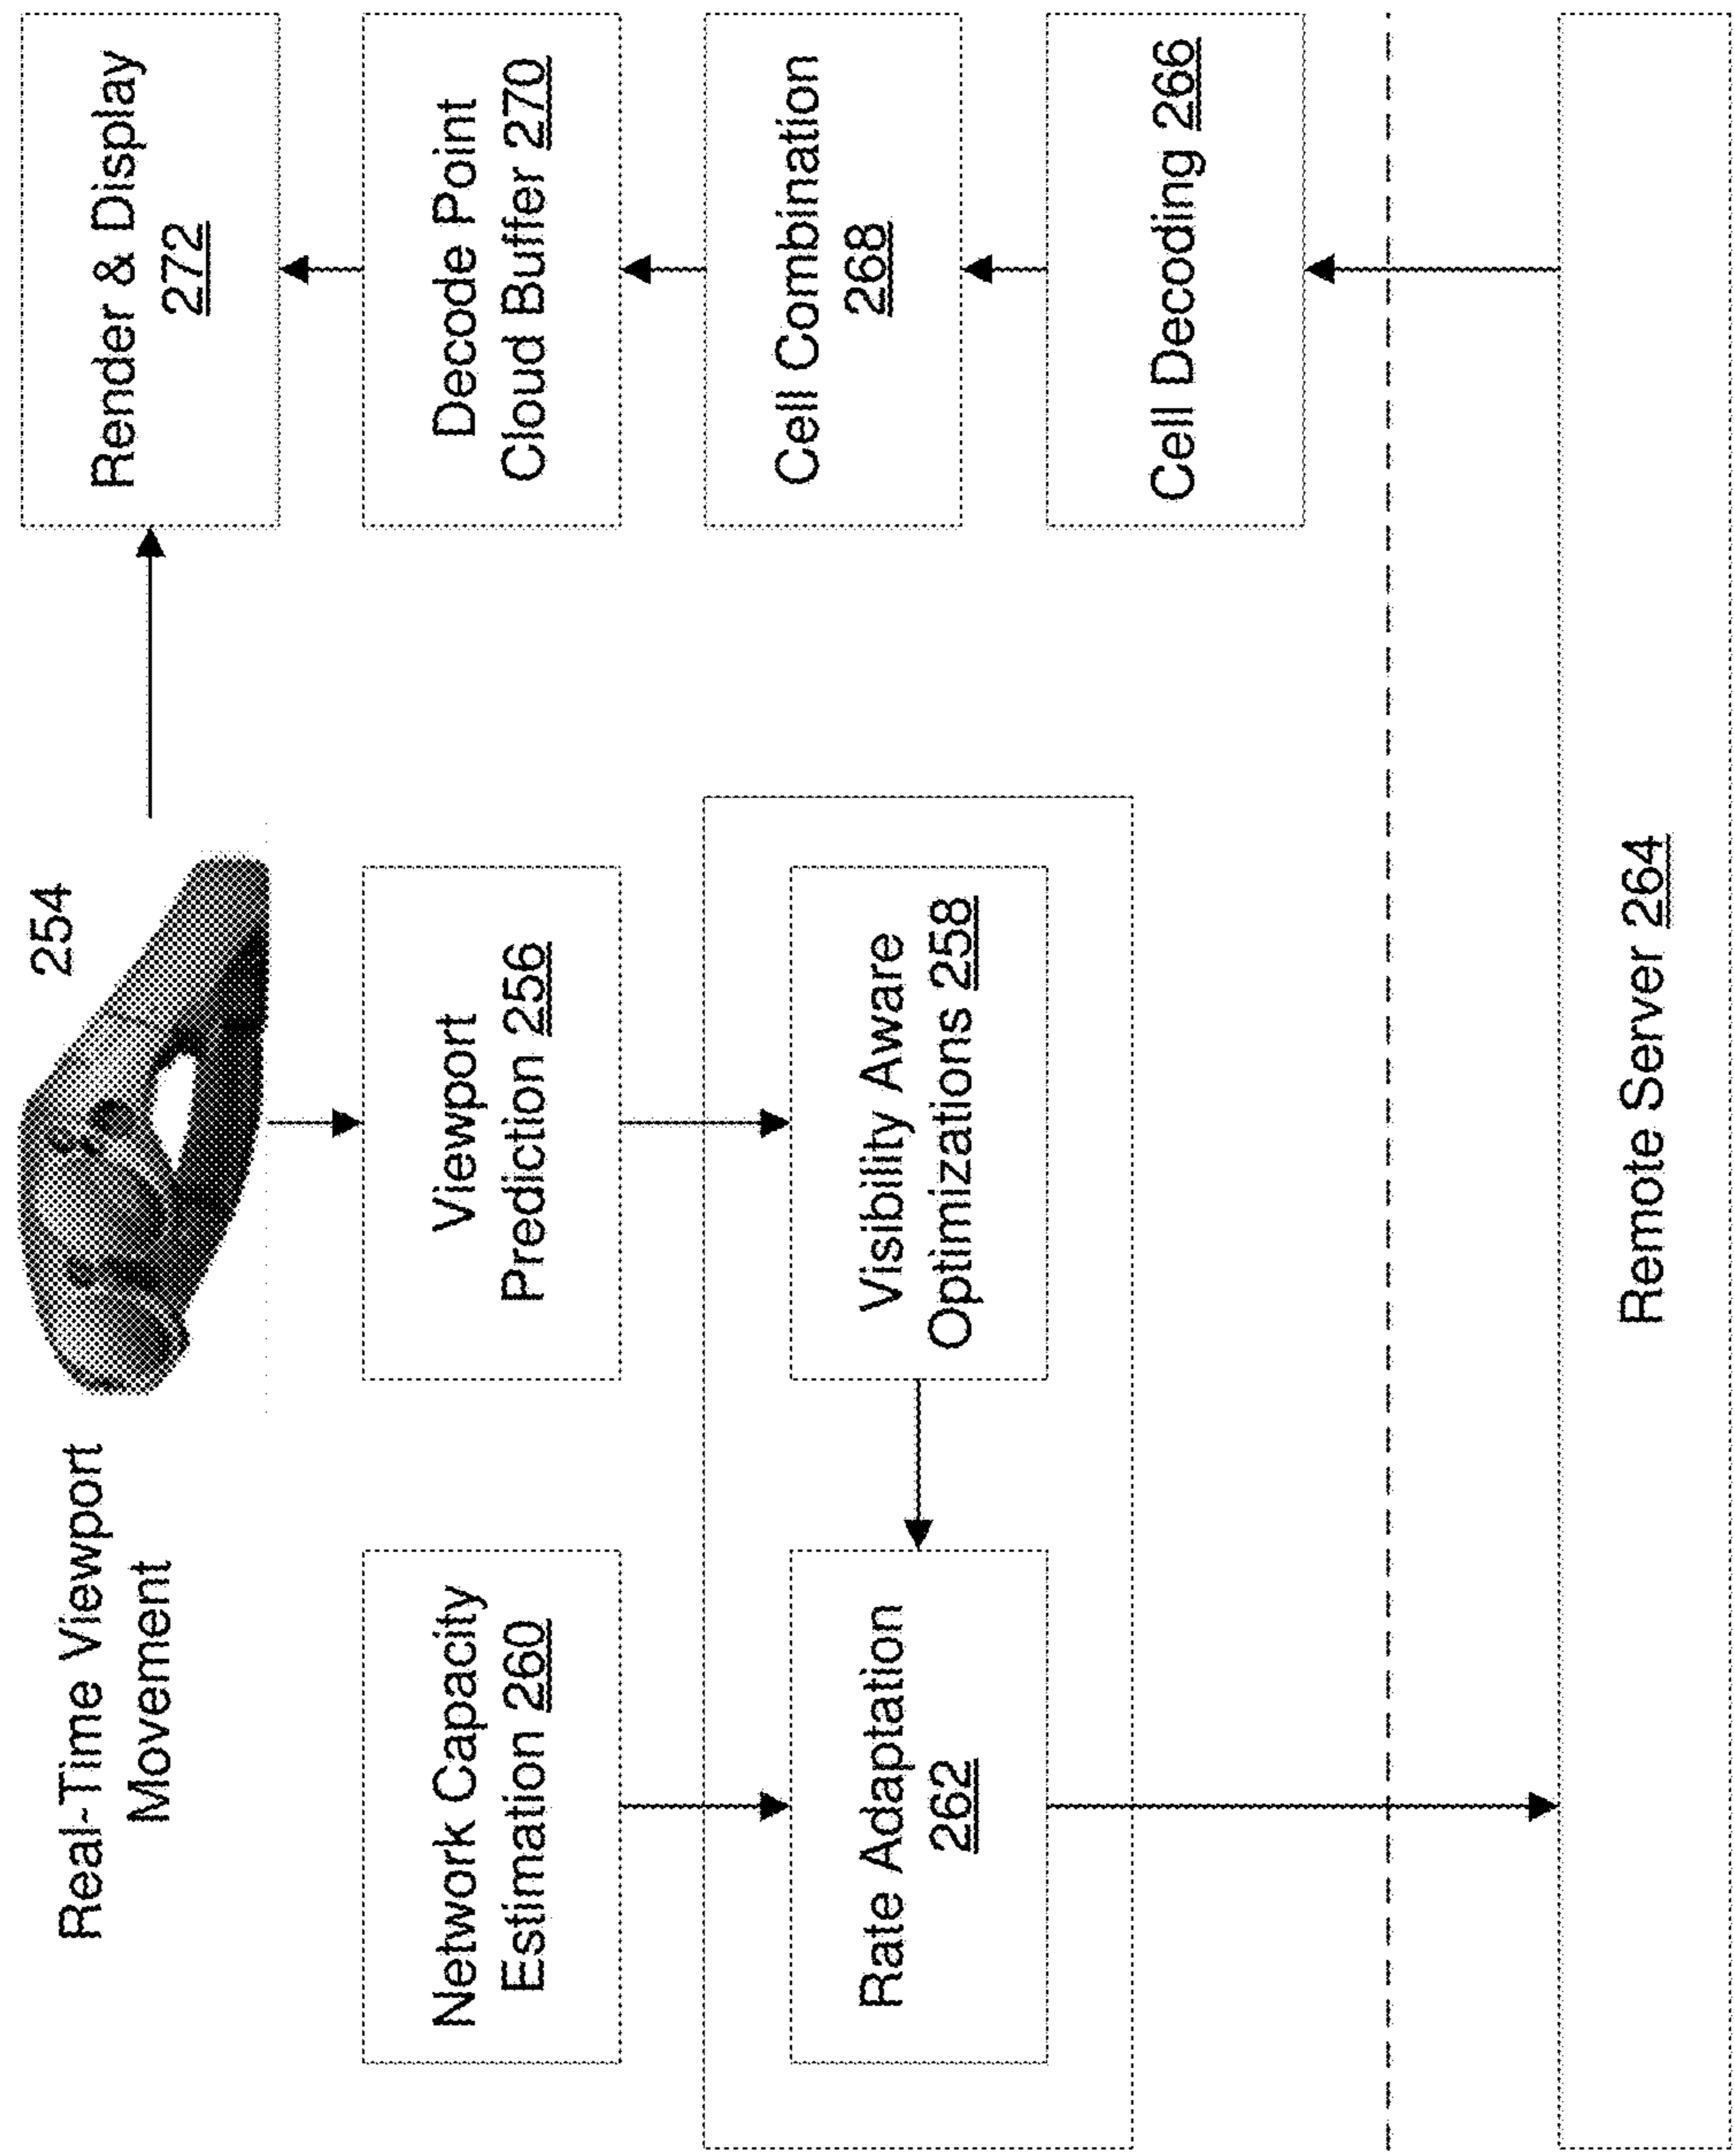 Real-Time Viewport
Movement
254
Render & Display
272
Network Capacity
Estimation 260
Viewport
Prediction 256
Decode Point
Cloud Buffer 270
Rate Adaptation
262
Visibility Aware
Optimizations 258
Cell Combination
268
Cell Decoding 266
Remote Server 264